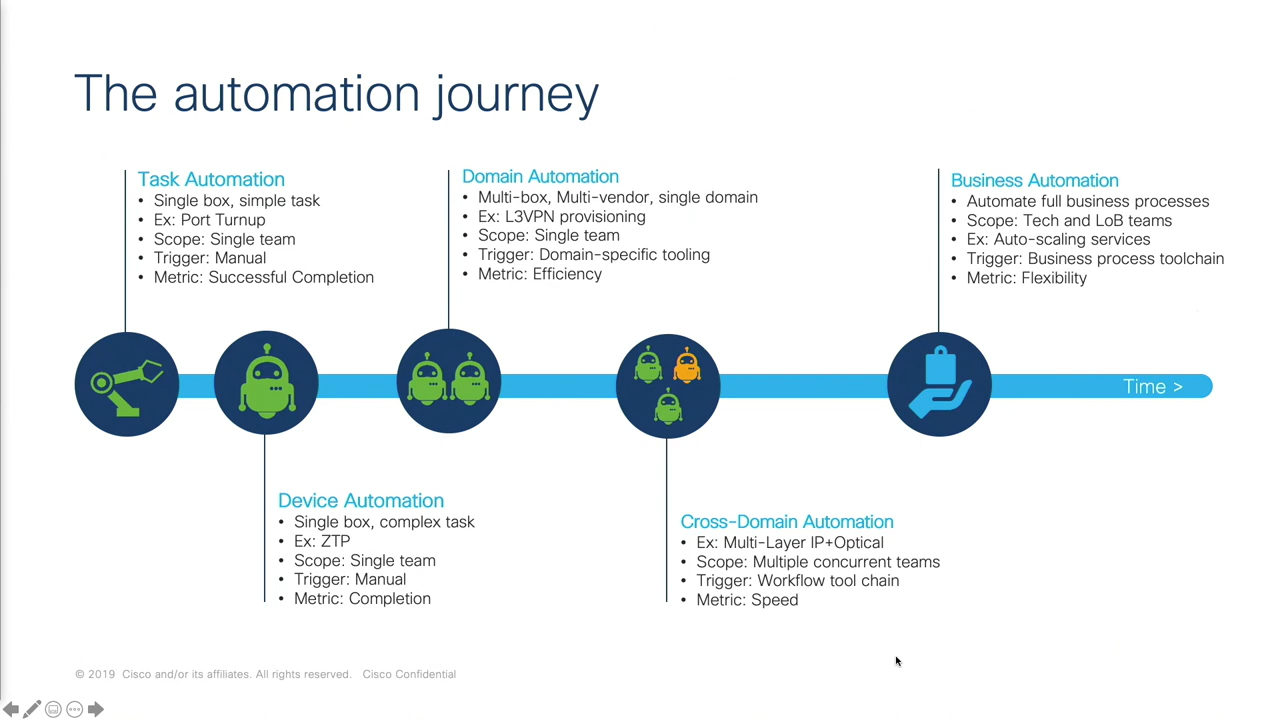 The automation journey
Task Automation
• Single box, simple task
• Ex: Port Turnup
• Scope: Single team
• Trigger: Manual
• Metric: Successful Completion
Domain Automation
• Multi-box, Multi-vendor, single domain
• Ex: L3VPN provisioning
• Scope: Single team
• Trigger: Domain-specific tooling
• Metric: Efficiency
Business Automation
• Automate full business processes
• Scope: Tech and LoB teams
• Ex: Auto-scaling services
• Trigger: Business process toolchain
• Metric: Flexibility
Time >
Device Automation
• Single box, complex task
• Ex: ZTP
• Scope: Single team
• Trigger: Manual
• Metric: Completion
Cross-Domain Automation
• Ex: Multi-Layer IP+Optical
• Scope: Multiple concurrent teams
• Trigger: Workflow tool chain
• Metric: Speed
© 2019 Cisco and/or its affiliates. All rights reserved. Cisco Confidential